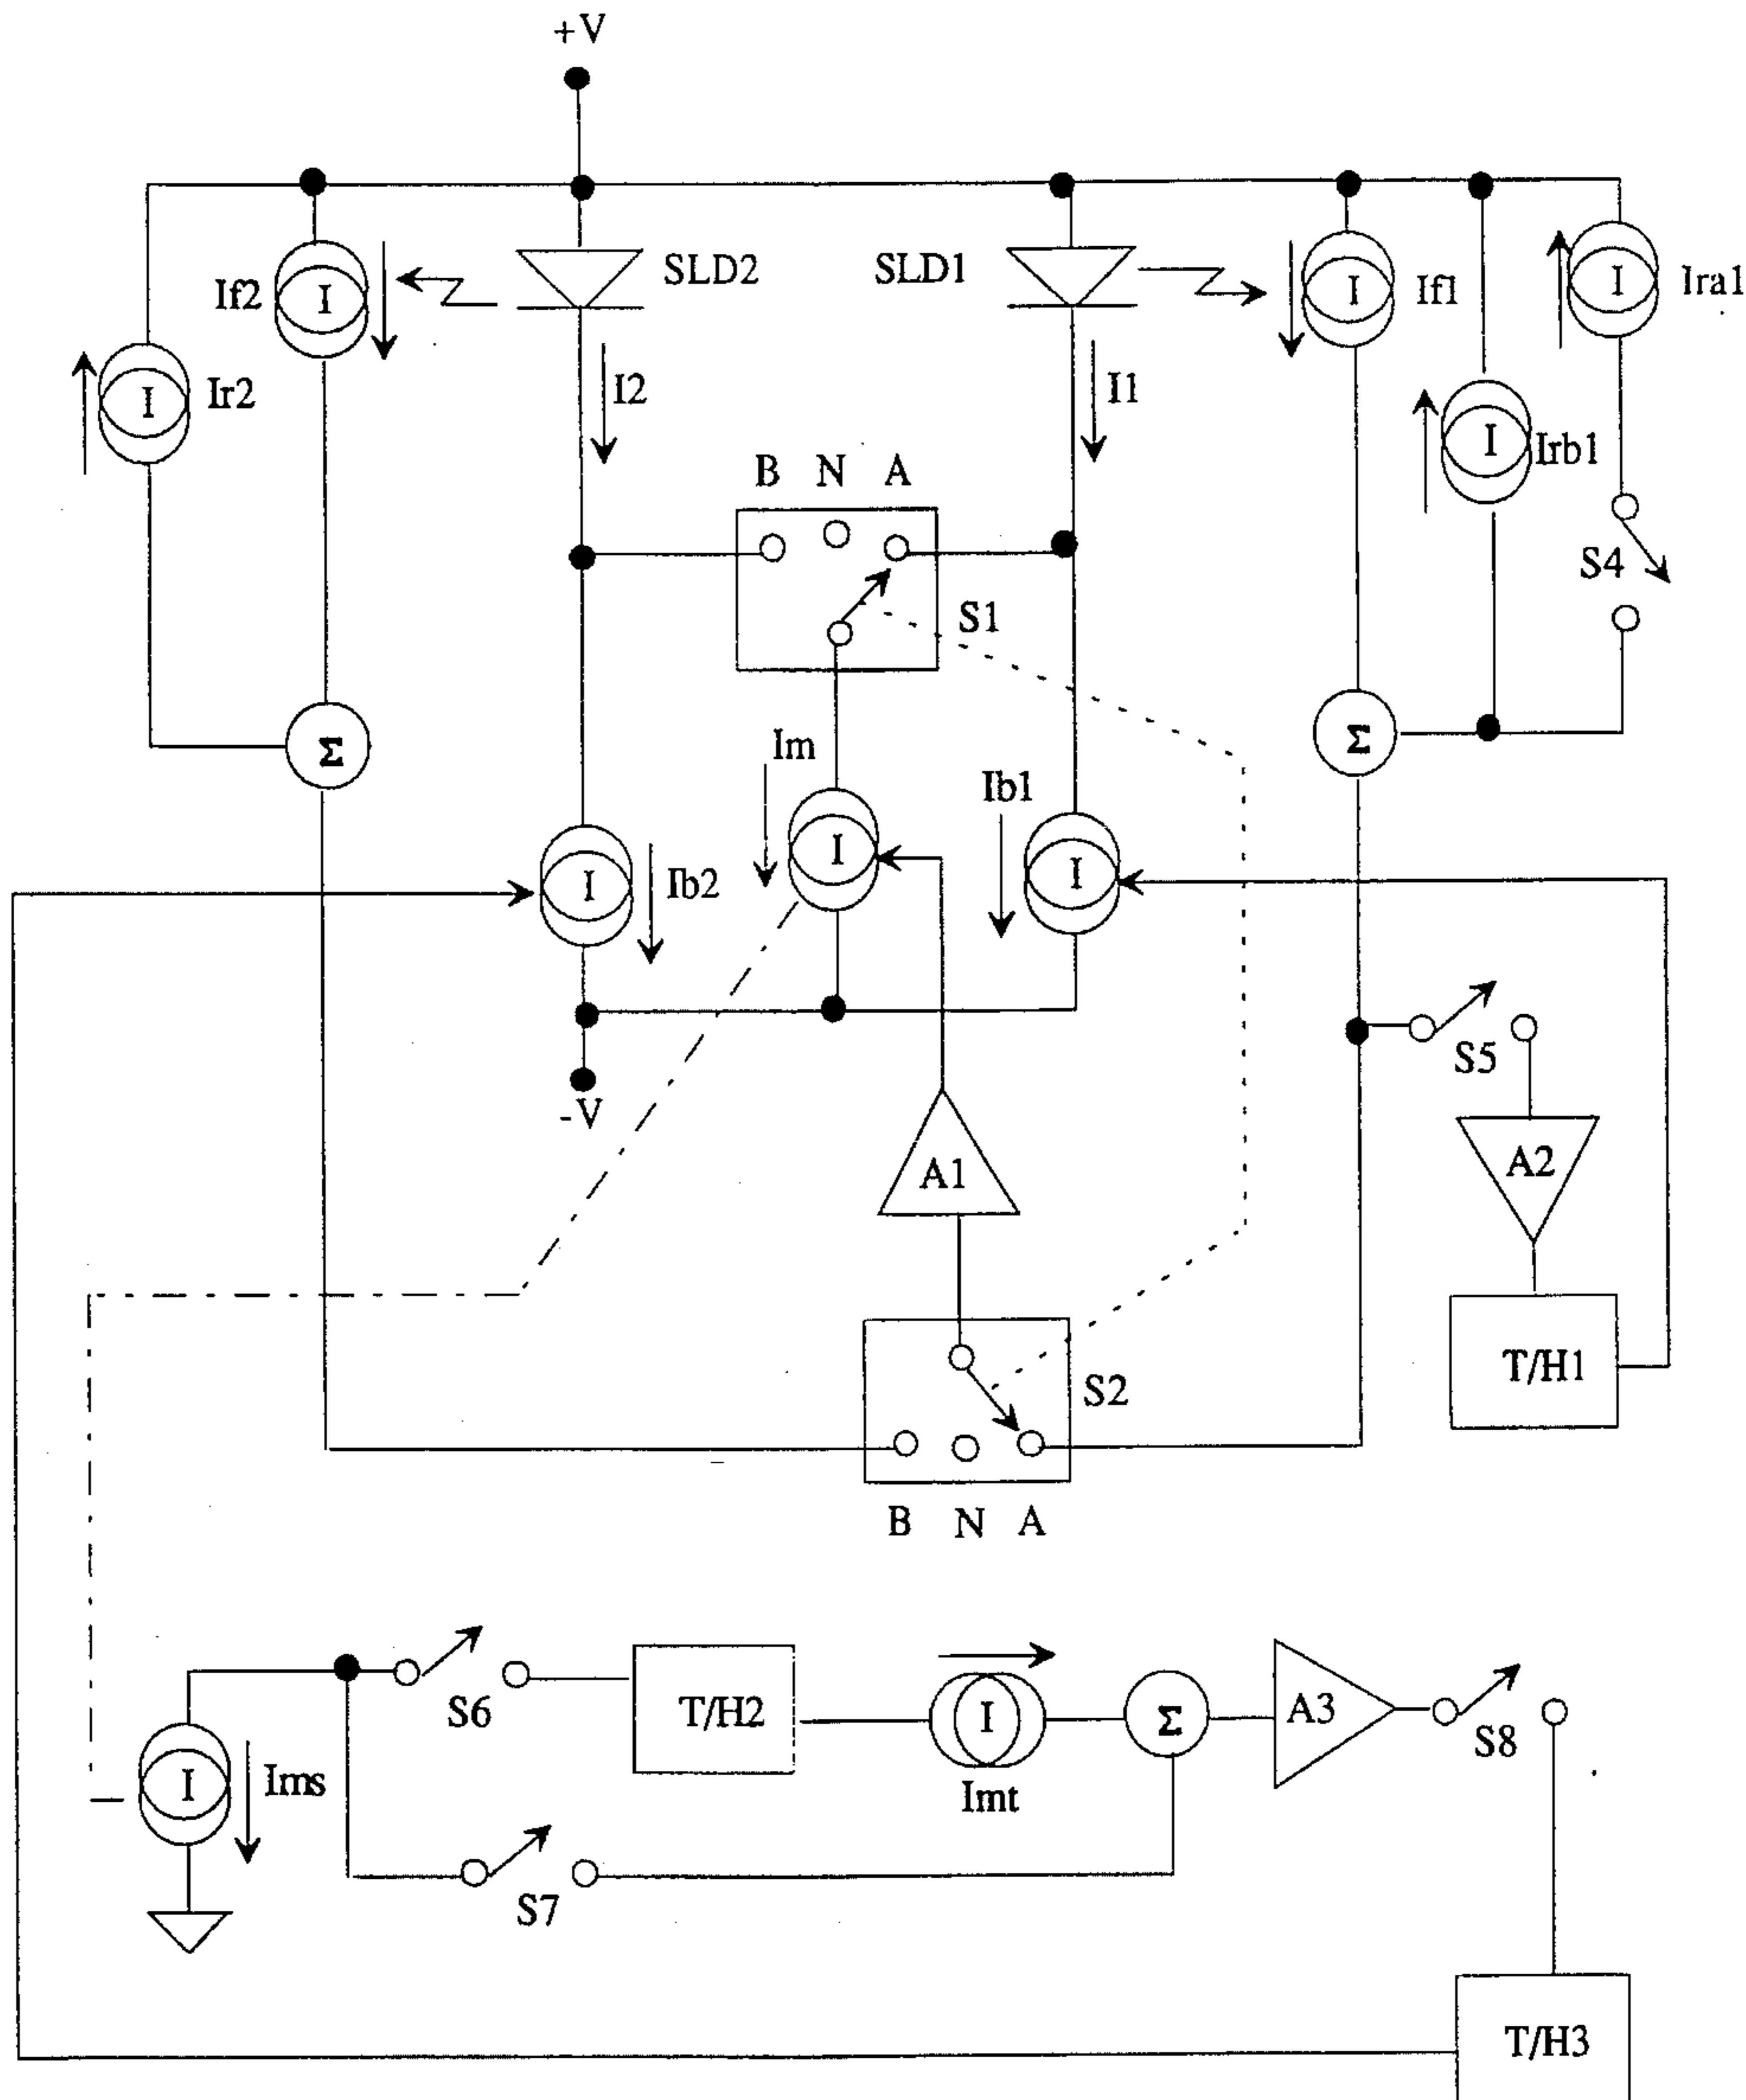 +V
If2
I
SLD2
SLD1
I
If1
I
Ira1
I
Ir2
I2
I1
I
Irb1
B N A
S4
S1
Σ
Im
Σ
Ib1
I
I
Ib2
I
S5
-V
A1
A2
T/H1
S2
B N A
S6
T/H2
I
Σ
A3
S8
I
Ims
Imt
S7
T/H3